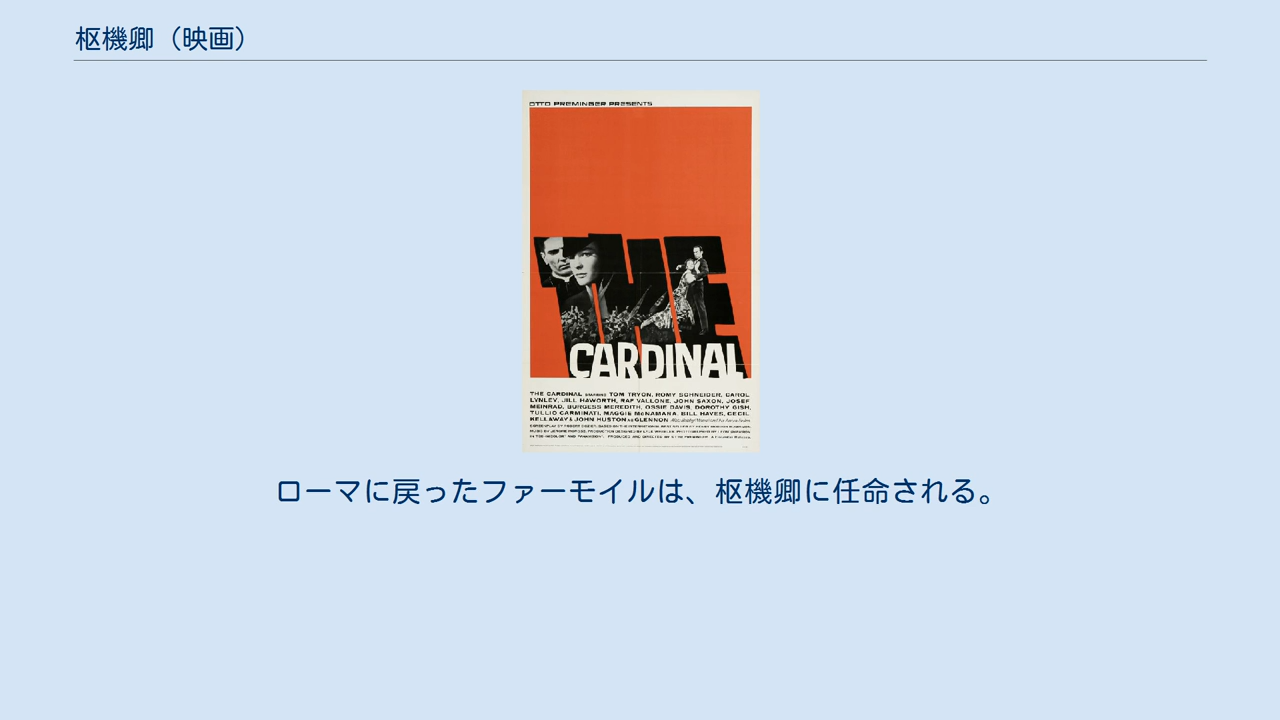 枢機卿（映画）
OTTO PREMINGER PRESENTS
THE
CARDINAL
THE CARDINAL STARRING TOM TRYON, ROMY SCHNEIDER, CAROL
LYNLEY, JILL HAWORTH, RAF VALLONE, JOHN SAXON, JOSEF
MEINRAD, BURGESS MEREDITH, OSSIE DAVIS, DOROTHY GISH,
TULLIO CARMINATI, MAGGIE McNAMARA, BILL HAYES, CECIL
KELLAWAY & JOHN HUSTON AS GLENNON
ローマに戻ったファーモイルは、枢機卿に任命される。